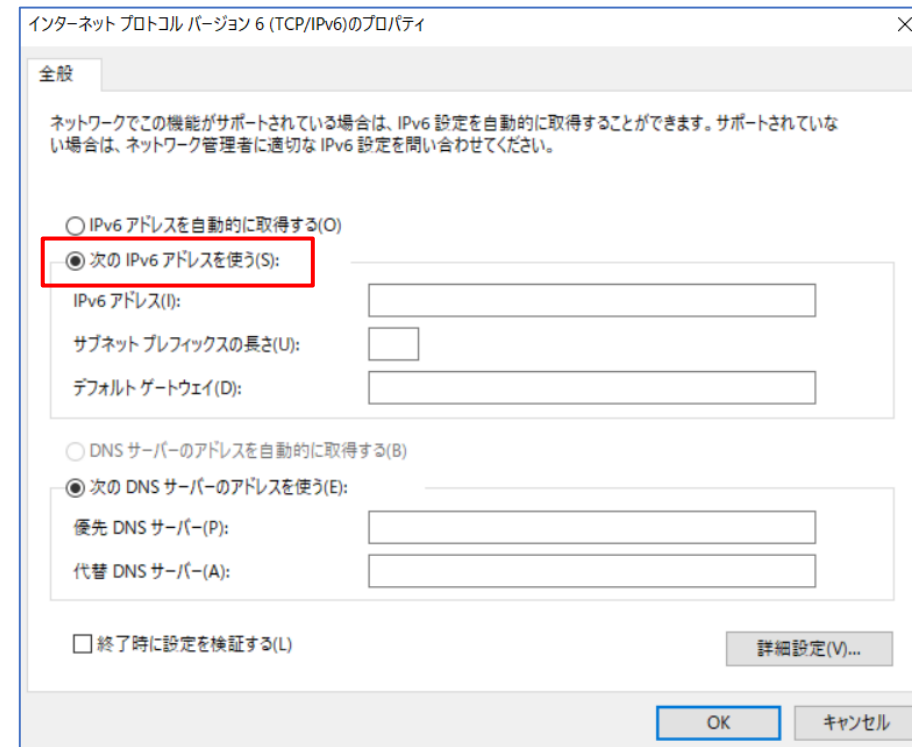 インターネット プロトコル バージョン 6 (TCP/IPv6)のプロパティ
全般
ネットワークでこの機能がサポートされている場合は、IPv6 設定を自動的に取得することができます。サポートされていな
い場合は、ネットワーク管理者に適切な IPv6 設定を問い合わせてください。
IPv6 アドレスを自動的に取得する(O)
次の IPv6 アドレスを使う(S):
IPv6 アドレス(I):
サブネット プレフィックスの長さ(U):
デフォルト ゲートウェイ(D):
DNS サーバーのアドレスを自動的に取得する(B)
次の DNS サーバーのアドレスを使う(E):
優先 DNS サーバー(P):
代替 DNS サーバー(A):
終了時に設定を検証する(L)
詳細設定(V)...
OK
キャンセル